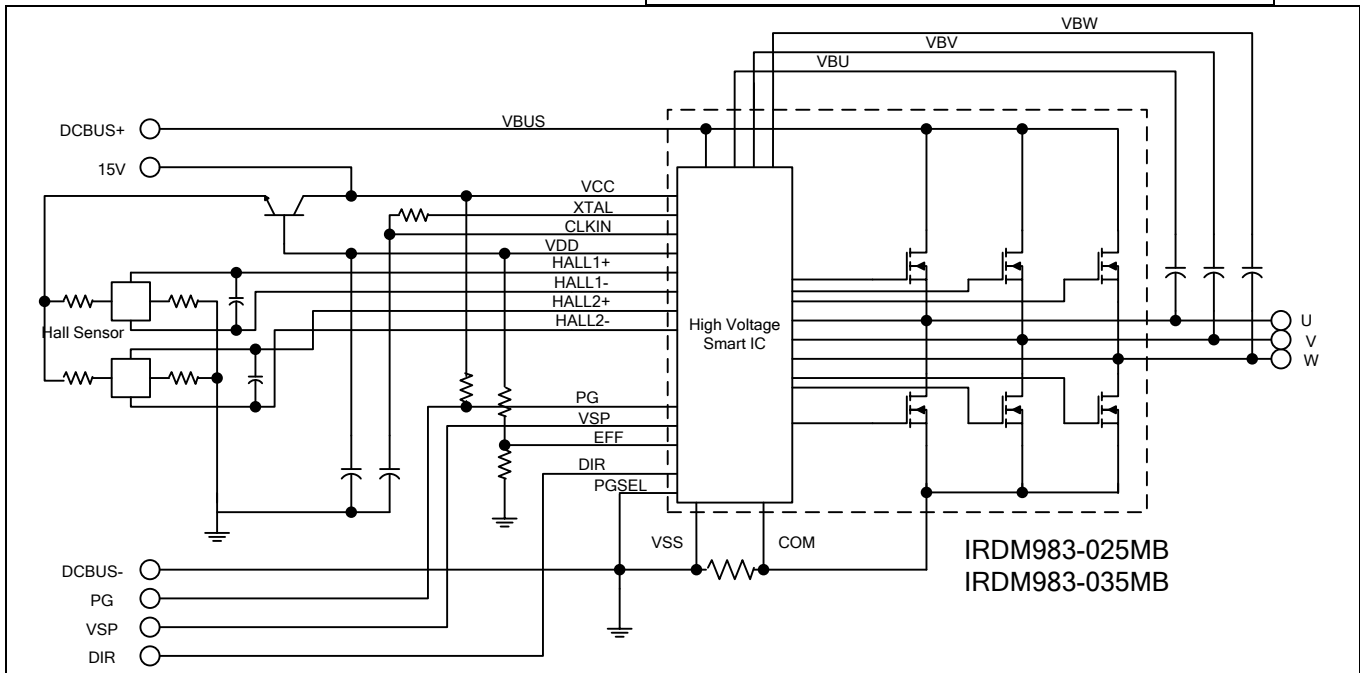 VBW
VBV
VBU
DCBUS+
VBUS
15V
VCC
XTAL
CLKIN
VDD
HALL1+
HALL1-
HALL2+
HALL2-
Hall Sensor
High Voltage
Smart IC
U
V
W
PG
VSP
EFF
DIR
PGSEL
VSS
COM
IRDM983-025MB
IRDM983-035MB
DCBUS-
PG
VSP
DIR